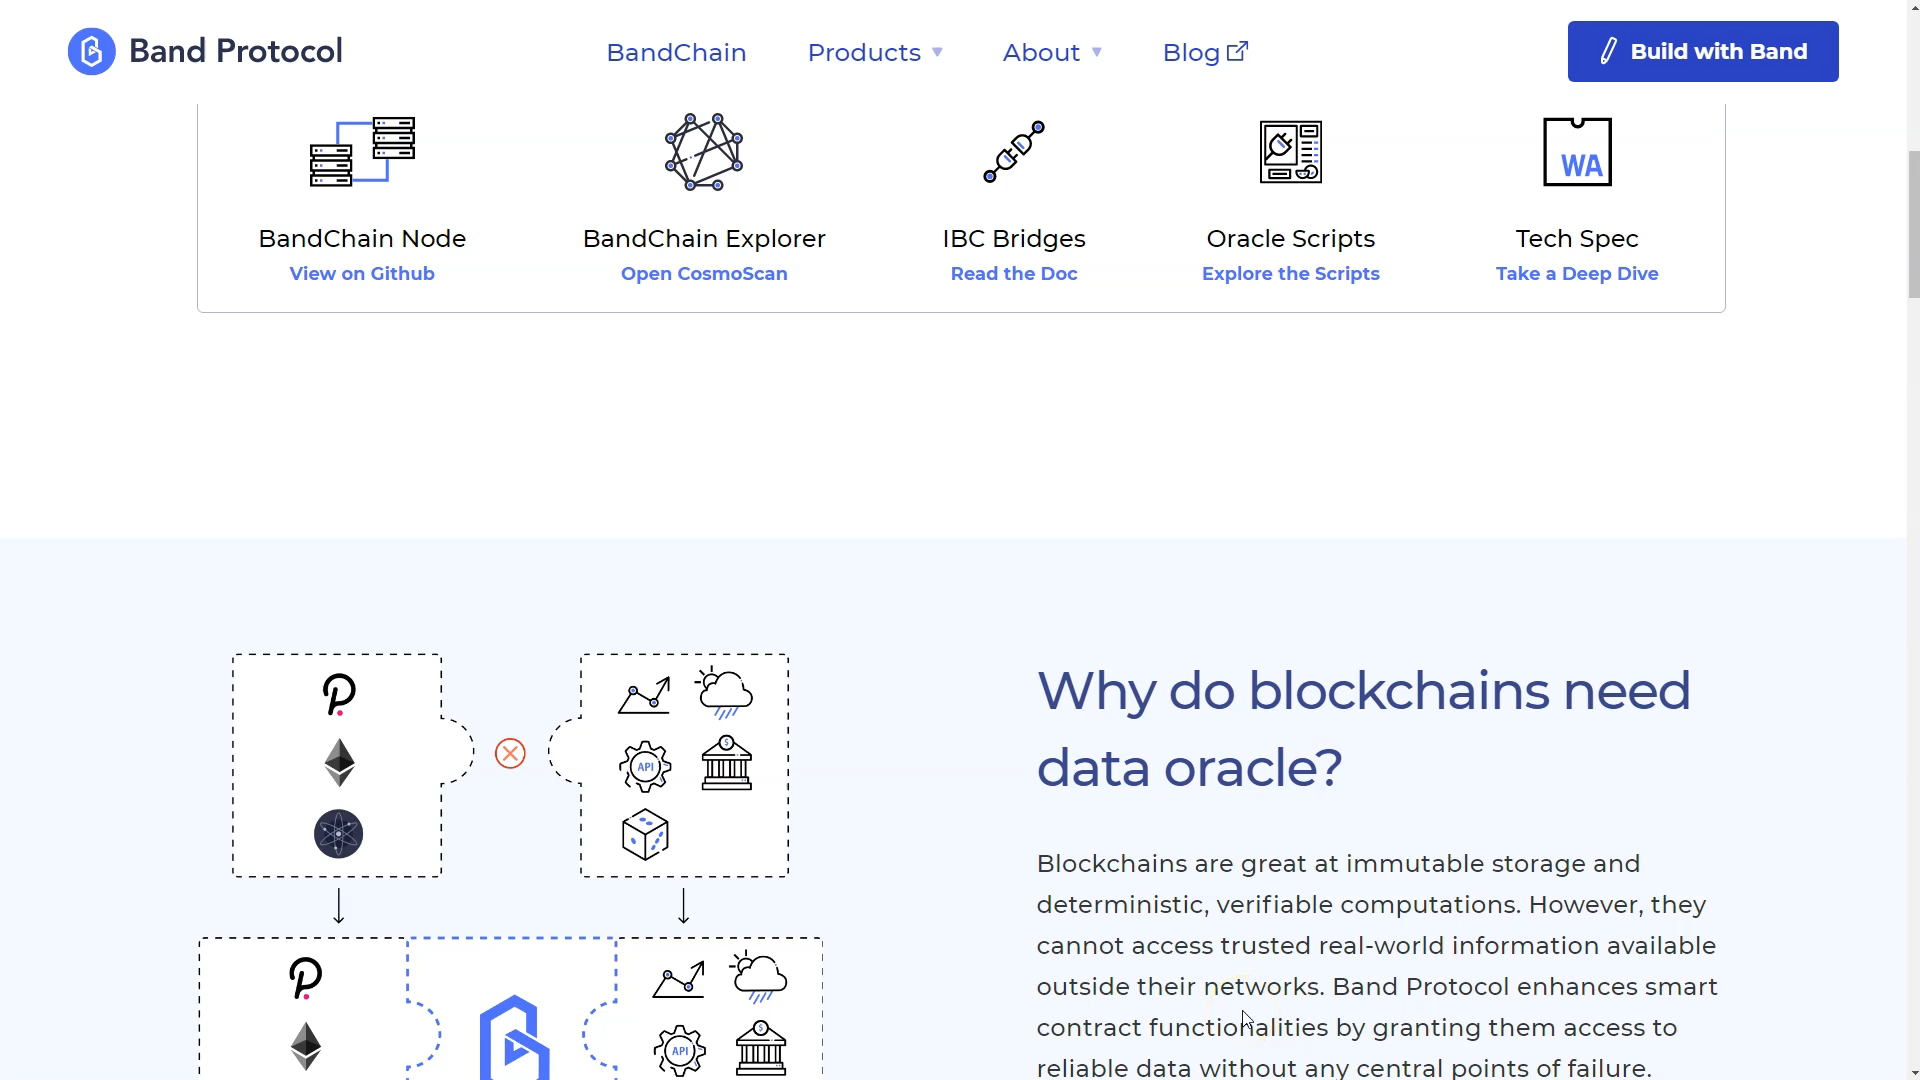 Band Protocol
BandChain
Products
About
Blog
Build with Band
WA
BandChain Node
BandChain Explorer
IBC Bridges
Oracle Scripts
Tech Spec
View on Github
Open CosmoScan
Read the Doc
Explore the Scripts
Take a Deep Dive
API
$
Why do blockchains need
data oracle?
Blockchains are great at immutable storage and
deterministic, verifiable computations. However, they
cannot access trusted real-world information available
outside their networks. Band Protocol enhances smart
contract functionalities by granting them access to
reliable data without any central points of failure.
API
$